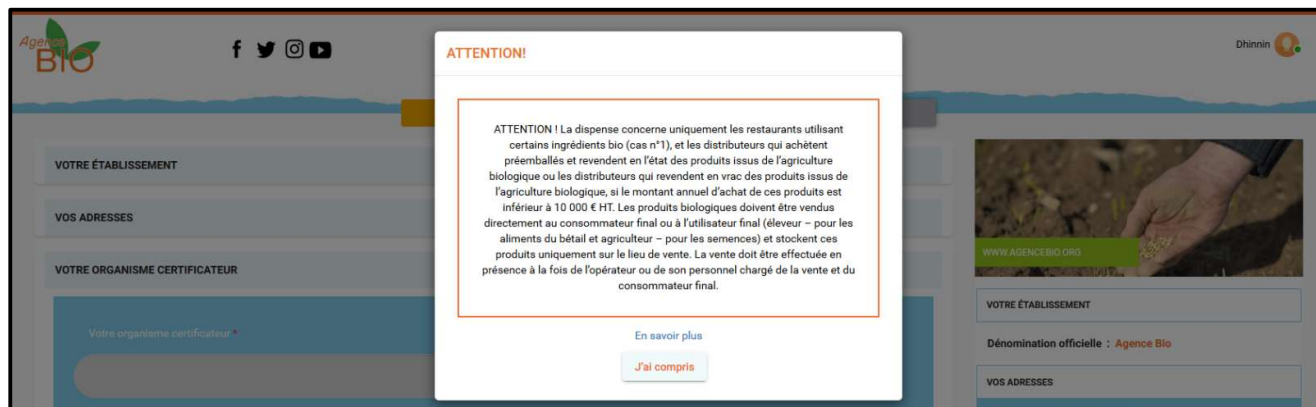 Agence
BIO
Dhinnin
ATTENTION!
ATTENTION ! La dispense concerne uniquement les restaurants utilisant
certains ingrédients bio (cas n°1), et les distributeurs qui achètent
préemballés et revendent en l'état des produits issus de l'agriculture
biologique ou les distributeurs qui revendent en vrac des produits issus de
l'agriculture biologique, si le montant annuel d'achat de ces produits est
inférieur à 10 000 € HT. Les produits biologiques doivent être vendus
directement au consommateur final ou à l'utilisateur final (éleveur – pour les
aliments du bétail et agriculteur – pour les semences) et stockent ces
produits uniquement sur le lieu de vente. La vente doit être effectuée en
présence à la fois de l'opérateur ou de son personnel chargé de la vente et du
consommateur final.
En savoir plus
J'ai compris
VOTRE ÉTABLISSEMENT
VOS ADRESSES
VOTRE ORGANISME CERTIFICATEUR
Votre organisme certificateur *
WWW.AGENCEBIO.ORG
VOTRE ÉTABLISSEMENT
Dénomination officielle : Agence Bio
VOS ADRESSES